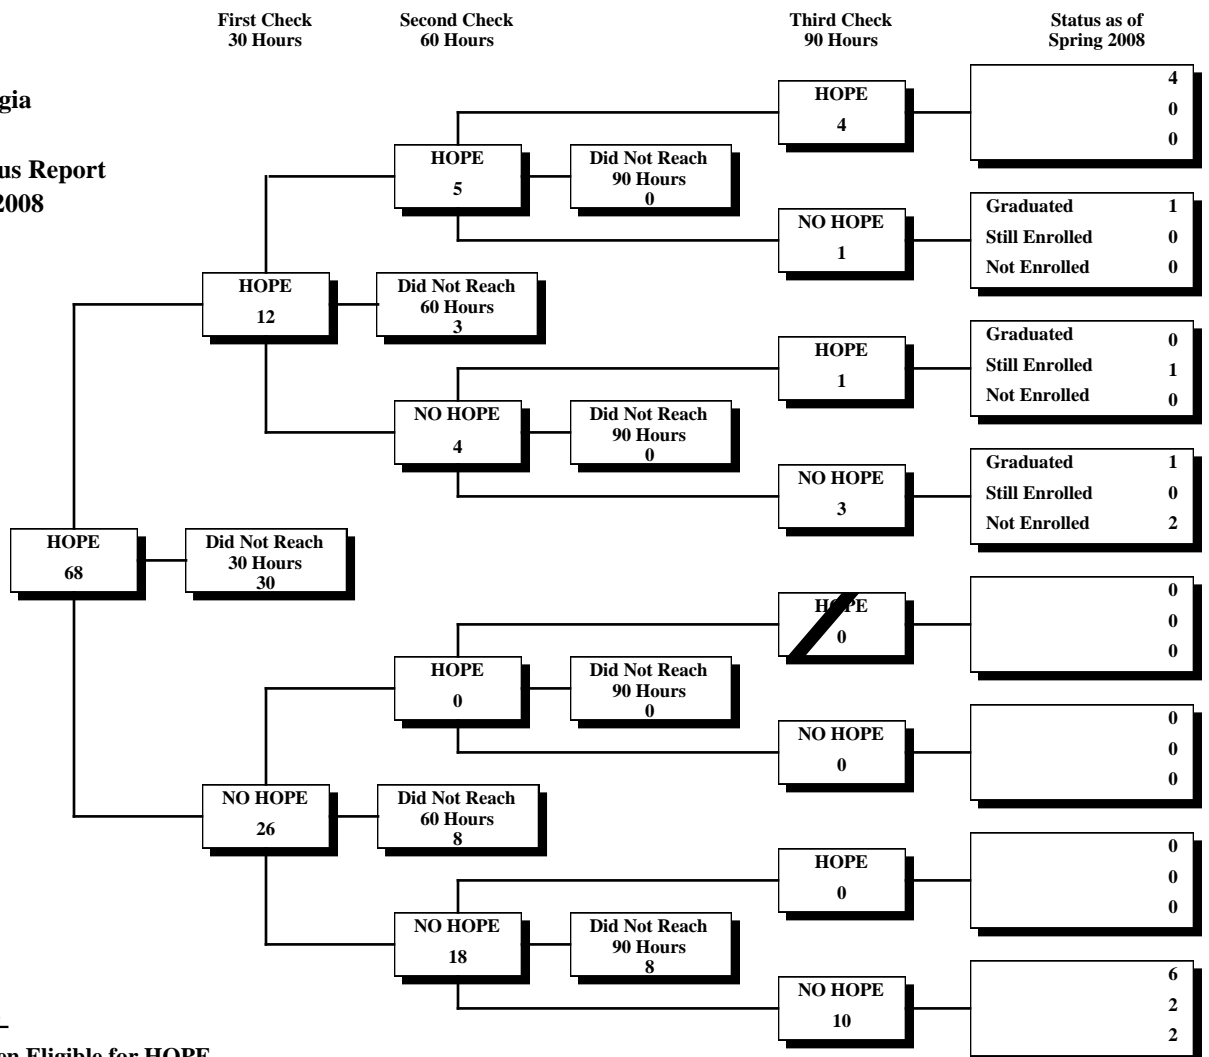 First Check
30 Hours
Second Check
60 Hours
Third Check
90 Hours
Status as of
Spring 2008
gia
us Report
2008
HOPE
4
4
0
0
HOPE
5
Did Not Reach
90 Hours
0
NO HOPE
1
Graduated 1
Still Enrolled 0
Not Enrolled 0
HOPE
12
Did Not Reach
60 Hours
3
HOPE
1
Graduated 0
Still Enrolled 1
Not Enrolled 0
NO HOPE
4
Did Not Reach
90 Hours
0
NO HOPE
3
Graduated 1
Still Enrolled 0
Not Enrolled 2
HOPE
68
Did Not Reach
30 Hours
30
HOPE
0
0
0
0
HOPE
0
Did Not Reach
90 Hours
0
NO HOPE
0
0
0
0
NO HOPE
26
Did Not Reach
60 Hours
8
HOPE
0
0
0
0
NO HOPE
18
Did Not Reach
90 Hours
8
NO HOPE
10
6
2
2
en Eligible for HOPE